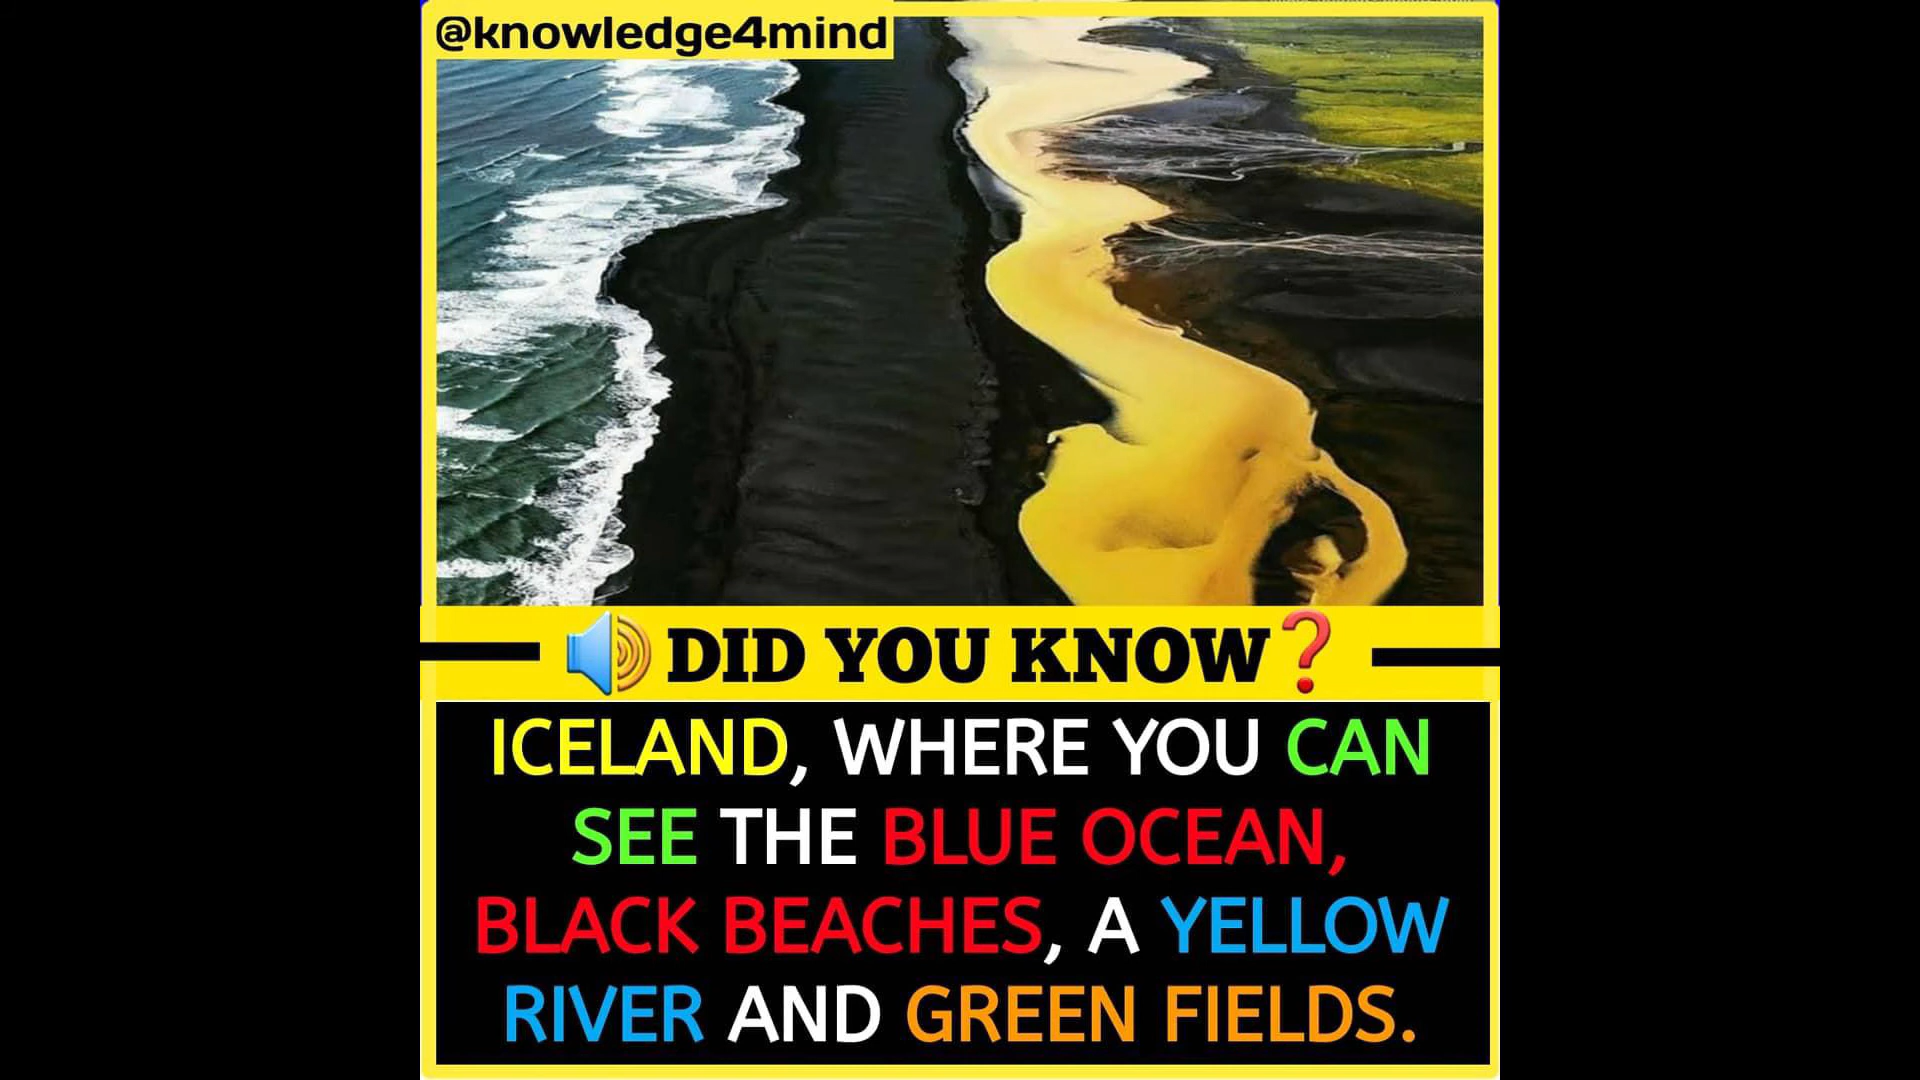 @knowledge4mind
DID YOU KNOW❓
ICELAND, WHERE YOU CAN
SEE THE BLUE OCEAN,
BLACK BEACHES, A YELLOW
RIVER AND GREEN FIELDS.